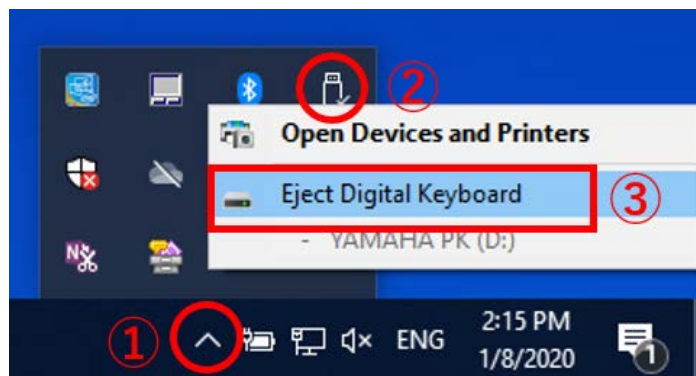 ②
Open Devices and Printers
Eject Digital Keyboard
③
- YAMAHA PK (D:)
N
①
ENG
2:15 PM
1/8/2020
1